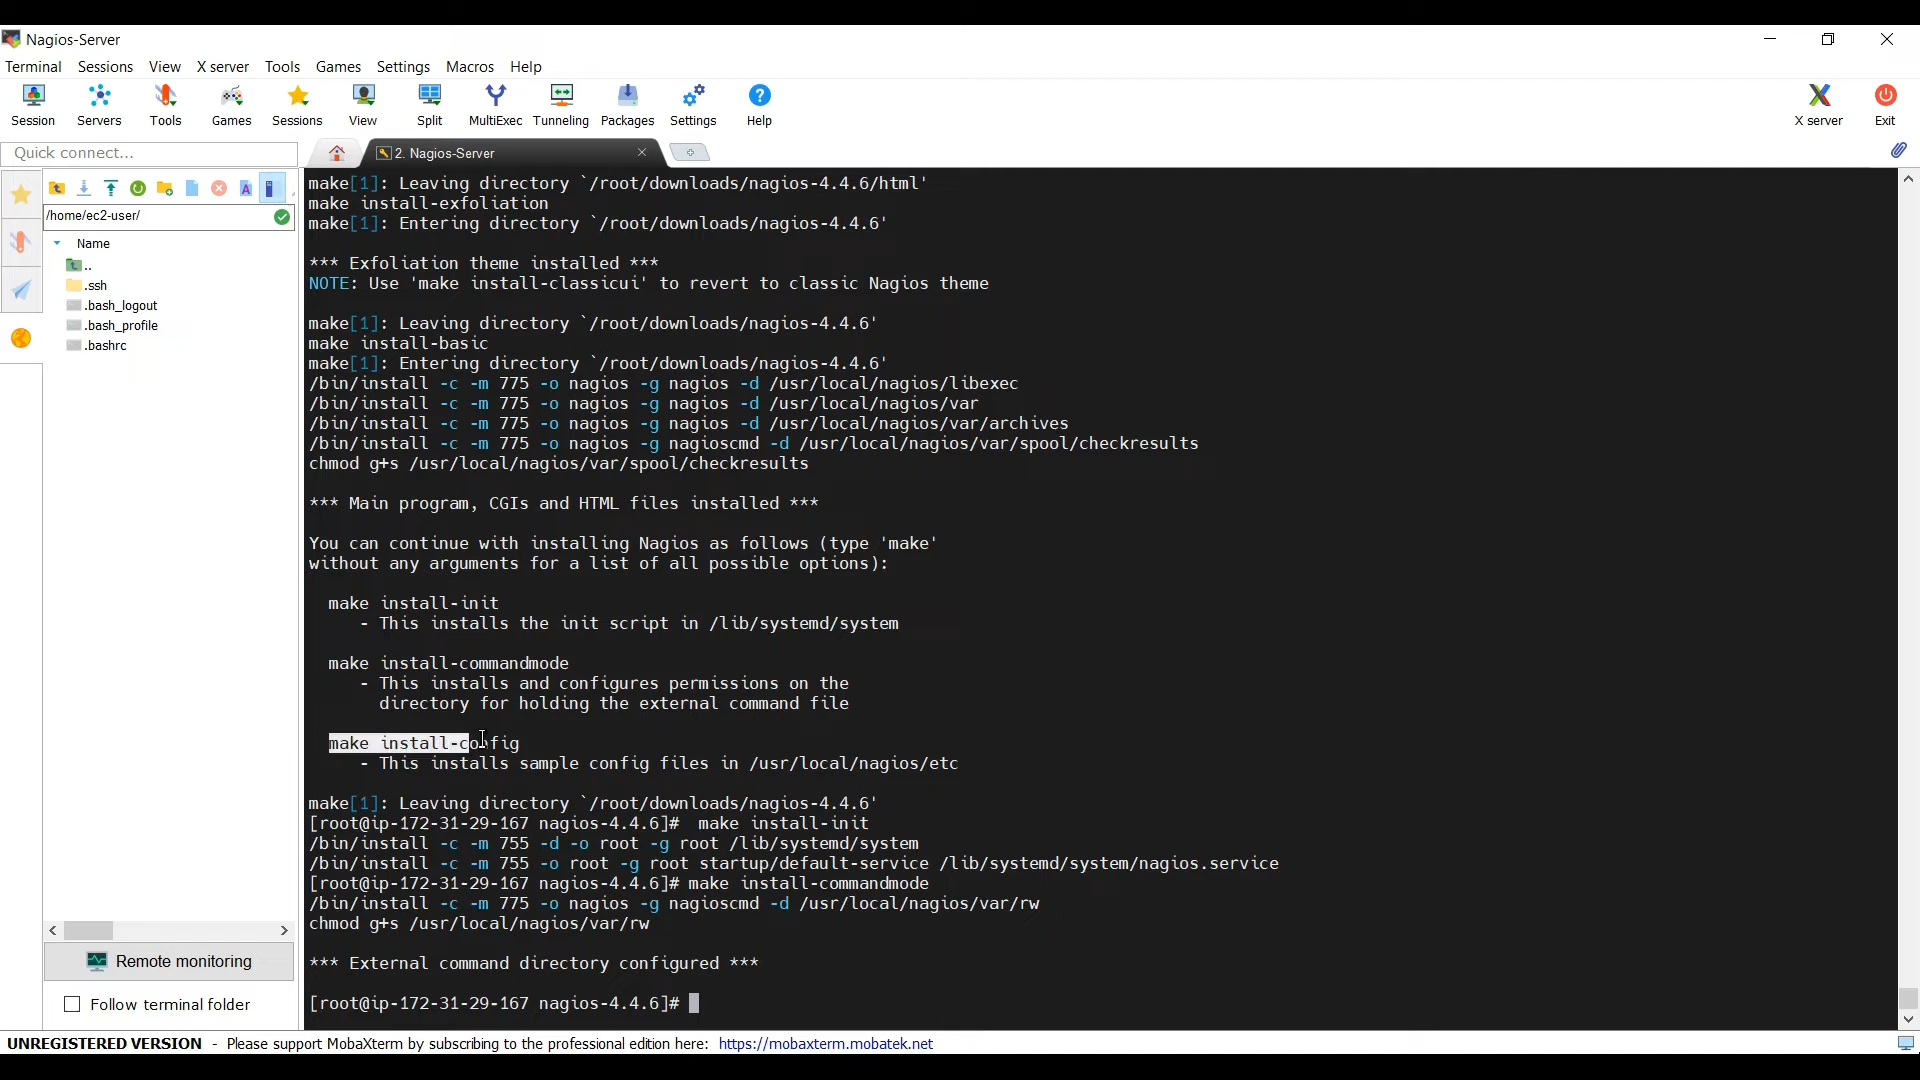 Nagios-Server
Terminal Sessions View X server Tools Games Settings Macros Help
Session Servers Tools Games Sessions View Split MultiExec Tunneling Packages Settings Help X server Exit
Quick connect...
2. Nagios-Server
/home/ec2-user/
Name
..
.ssh
.bash_logout
.bash_profile
.bashrc
make[1]: Leaving directory `/root/downloads/nagios-4.4.6/html'
make install-exfoliation
make[1]: Entering directory `/root/downloads/nagios-4.4.6'
*** Exfoliation theme installed ***
NOTE: Use 'make install-classicui' to revert to classic Nagios theme
make[1]: Leaving directory `/root/downloads/nagios-4.4.6'
make install-basic
make[1]: Entering directory `/root/downloads/nagios-4.4.6'
/bin/install -c -m 775 -o nagios -g nagios -d /usr/local/nagios/libexec
/bin/install -c -m 775 -o nagios -g nagios -d /usr/local/nagios/var
/bin/install -c -m 775 -o nagios -g nagios -d /usr/local/nagios/var/archives
/bin/install -c -m 775 -o nagios -g nagioscmd -d /usr/local/nagios/var/spool/checkresults
chmod g+s /usr/local/nagios/var/spool/checkresults
*** Main program, CGIs and HTML files installed ***
You can continue with installing Nagios as follows (type 'make'
without any arguments for a list of all possible options):
make install-init
- This installs the init script in /lib/systemd/system
make install-commandmode
- This installs and configures permissions on the
directory for holding the external command file
make install-config
- This installs sample config files in /usr/local/nagios/etc
make[1]: Leaving directory `/root/downloads/nagios-4.4.6'
[root@ip-172-31-29-167 nagios-4.4.6]#  make install-init
/bin/install -c -m 755 -d -o root -g root /lib/systemd/system
/bin/install -c -m 755 -o root -g root startup/default-service /lib/systemd/system/nagios.service
[root@ip-172-31-29-167 nagios-4.4.6]# make install-commandmode
/bin/install -c -m 775 -o nagios -g nagioscmd -d /usr/local/nagios/var/rw
chmod g+s /usr/local/nagios/var/rw
*** External command directory configured ***
[root@ip-172-31-29-167 nagios-4.4.6]#
Remote monitoring
Follow terminal folder
UNREGISTERED VERSION - Please support MobaXterm by subscribing to the professional edition here: https://mobaxterm.mobatek.net